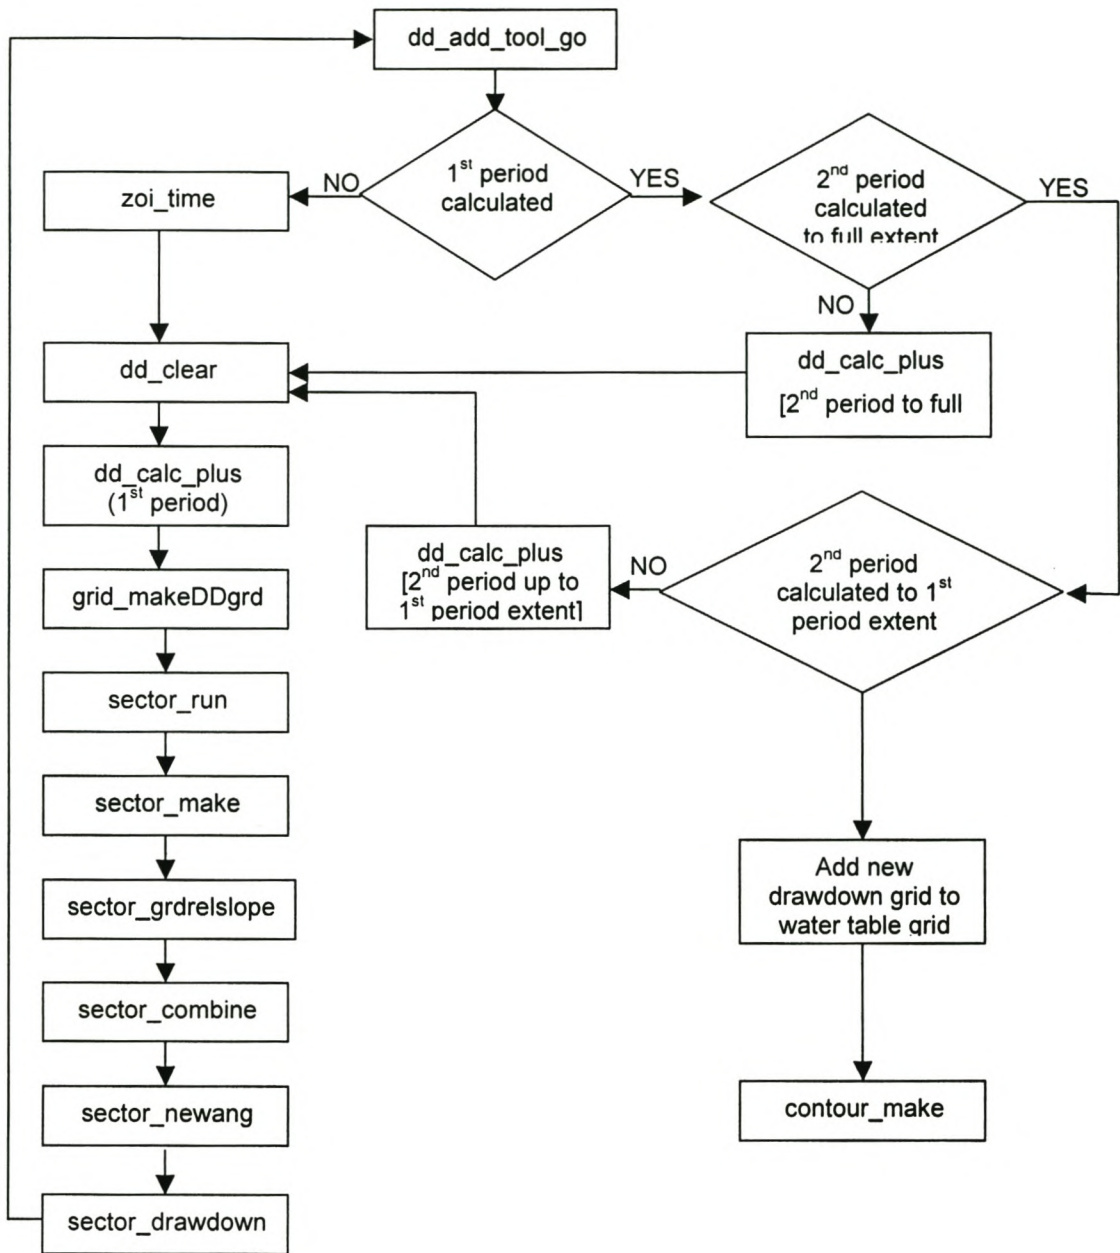 dd_add_tool_go
1st period
calculated
NO
YES
zoi_time
2nd period
calculated
to full extent
YES
NO
dd_clear
dd_calc_plus
[2nd period to full
dd_calc_plus
(1st period)
dd_calc_plus
[2nd period up to
1st period extent]
NO
2nd period
calculated to 1st
period extent
grid_makeDDgrd
sector_run
sector_make
Add new
drawdown grid to
water table grid
sector_grdrelslope
sector_combine
sector_newang
contour_make
sector_drawdown